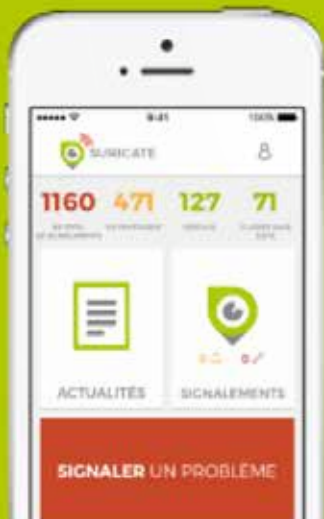 9:41 100%
SURICATE
1160 471 127 71
ACTUALITÉS SIGNALEMENTS
SIGNALER UN PROBLÈME